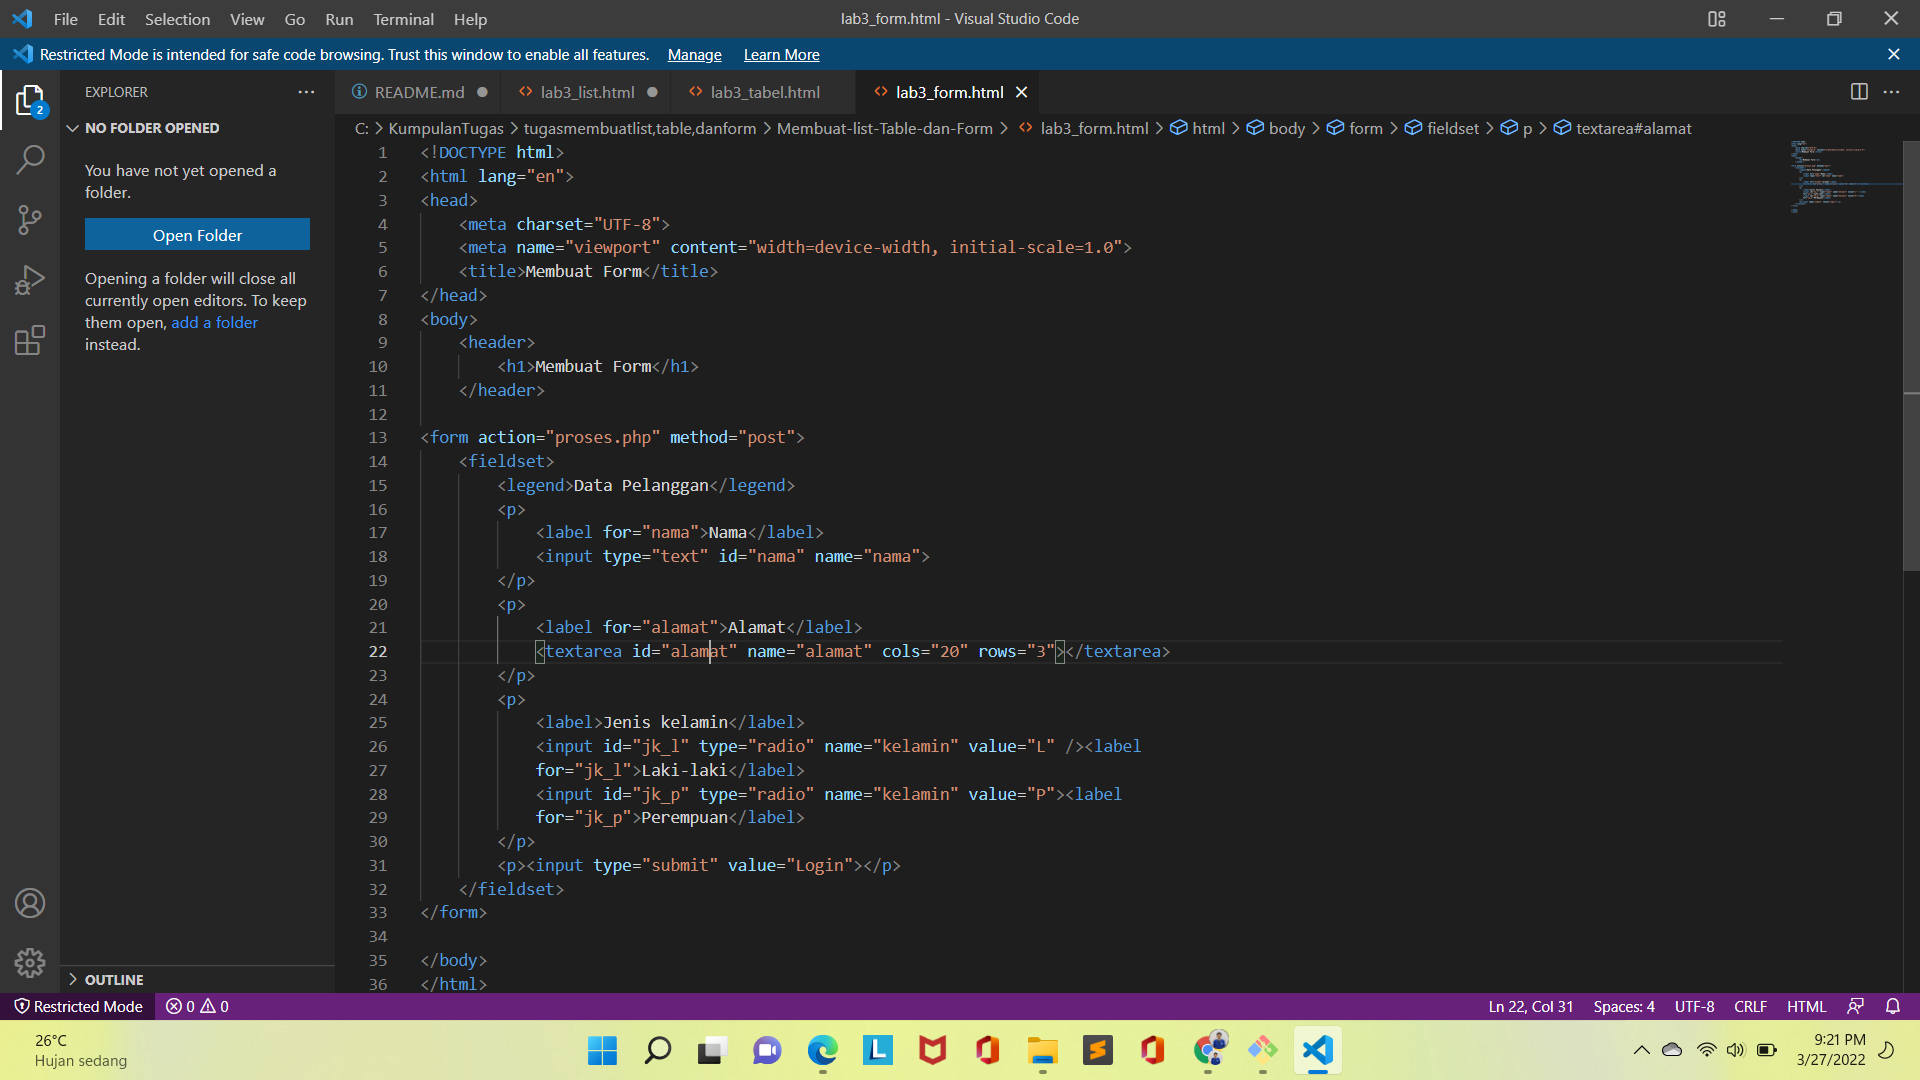 File Edit Selection View Go Run Terminal Help
lab3_form.html - Visual Studio Code
Restricted Mode is intended for safe code browsing. Trust this window to enable all features. Manage Learn More
2
EXPLORER
NO FOLDER OPENED
You have not yet opened a
folder.
Open Folder
Opening a folder will close all
currently open editors. To keep
them open, add a folder
instead.
OUTLINE
README.md lab3_list.html lab3_tabel.html lab3_form.html
C: > KumpulanTugas > tugasmembuatlist,table,danform > Membuat-list-Table-dan-Form > lab3_form.html > html > body > form > fieldset > p > textarea#alamat
1 <!DOCTYPE html>
2 <html lang="en">
3 <head>
4 <meta charset="UTF-8">
5 <meta name="viewport" content="width=device-width, initial-scale=1.0">
6 <title>Membuat Form</title>
7 </head>
8 <body>
9 <header>
10 <h1>Membuat Form</h1>
11 </header>
12
13 <form action="proses.php" method="post">
14 <fieldset>
15 <legend>Data Pelanggan</legend>
16 <p>
17 <label for="nama">Nama</label>
18 <input type="text" id="nama" name="nama">
19 </p>
20 <p>
21 <label for="alamat">Alamat</label>
22 <textarea id="alamat" name="alamat" cols="20" rows="3"></textarea>
23 </p>
24 <p>
25 <label>Jenis kelamin</label>
26 <input id="jk_l" type="radio" name="kelamin" value="L" /><label
27 for="jk_l">Laki-laki</label>
28 <input id="jk_p" type="radio" name="kelamin" value="P"><label
29 for="jk_p">Perempuan</label>
30 </p>
31 <p><input type="submit" value="Login"></p>
32 </fieldset>
33 </form>
34
35 </body>
36 </html>
Restricted Mode 0 0
Ln 22, Col 31 Spaces: 4 UTF-8 CRLF HTML
26°C
Hujan sedang
L
9:21 PM
3/27/2022